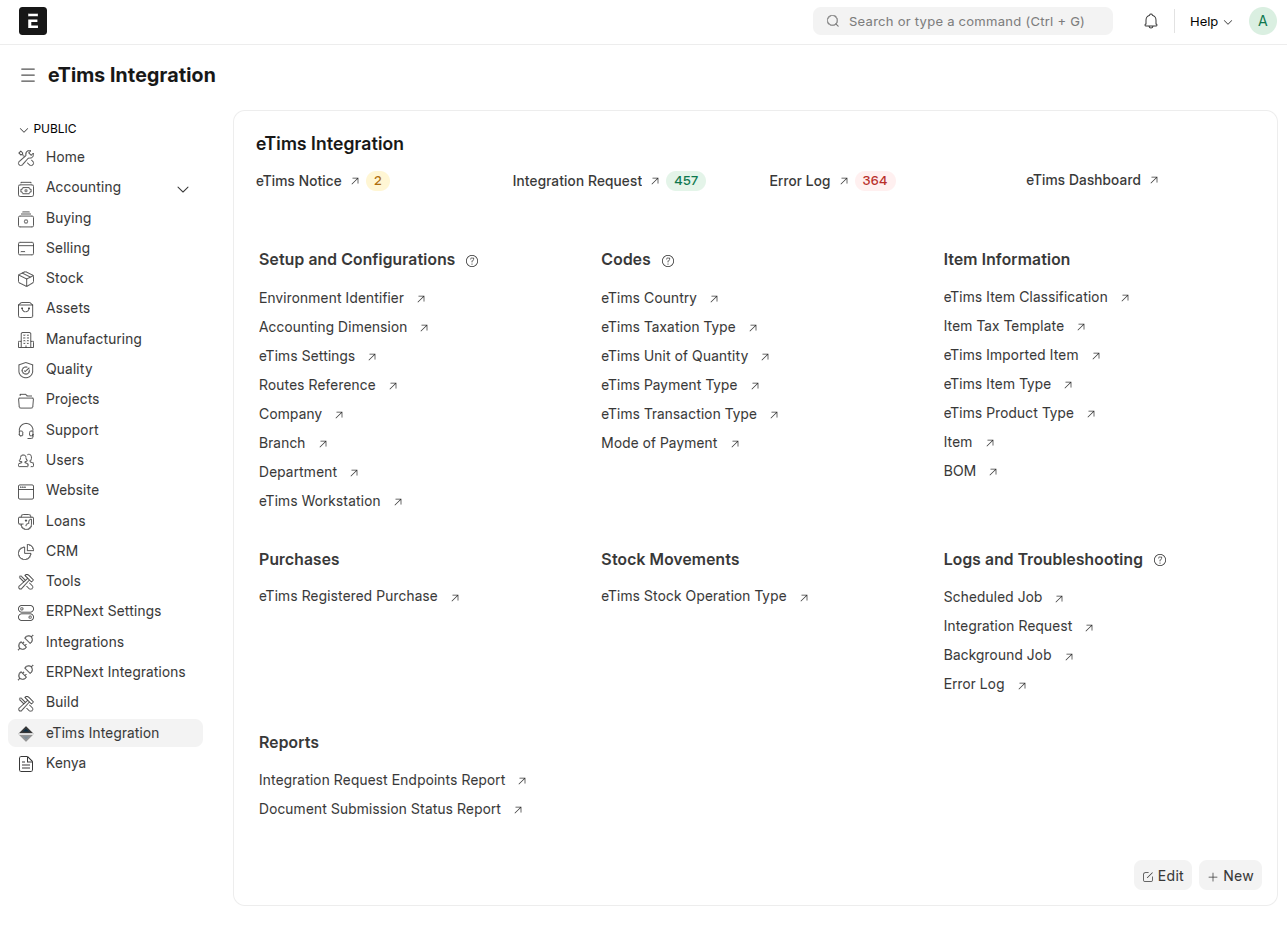 E
Search or type a command (Ctrl + G)
Help
A
eTims Integration
PUBLIC
Home
Accounting
Buying
Selling
Stock
Assets
Manufacturing
Quality
Projects
Support
Users
Website
Loans
CRM
Tools
ERPNext Settings
Integrations
ERPNext Integrations
Build
eTims Integration
Kenya
eTims Integration
eTims Notice 2
Integration Request 457
Error Log 364
eTims Dashboard
Setup and Configurations
Environment Identifier
Accounting Dimension
eTims Settings
Routes Reference
Company
Branch
Department
eTims Workstation
Codes
eTims Country
eTims Taxation Type
eTims Unit of Quantity
eTims Payment Type
eTims Transaction Type
Mode of Payment
Item Information
eTims Item Classification
Item Tax Template
eTims Imported Item
eTims Item Type
eTims Product Type
Item
BOM
Purchases
eTims Registered Purchase
Stock Movements
eTims Stock Operation Type
Logs and Troubleshooting
Scheduled Job
Integration Request
Background Job
Error Log
Reports
Integration Request Endpoints Report
Document Submission Status Report
Edit
+ New